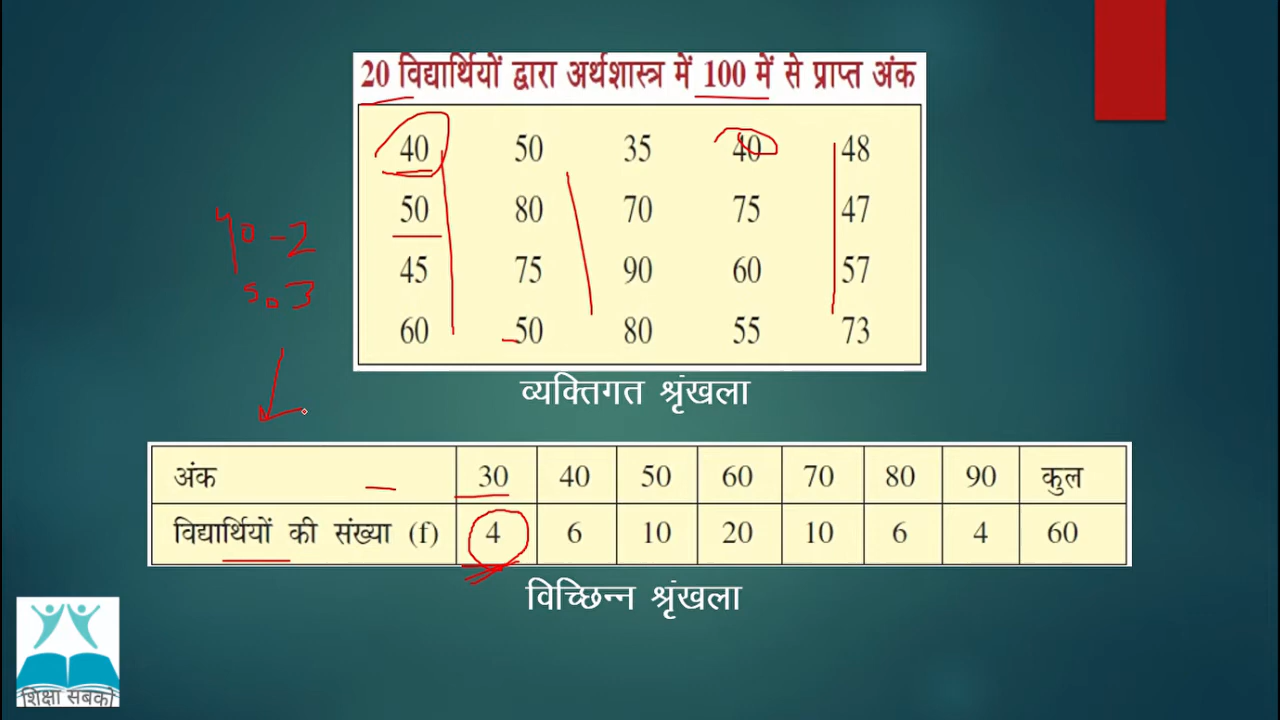 20 विद्यार्थियों द्वारा अर्थशास्त्र में 100 में से प्राप्त अंक
40 50 35 40 48
50 80 70 75 47
45 75 90 60 57
60 50 80 55 73
40 - 2
50 3
व्यक्तिगत श्रृंखला
अंक 30 40 50 60 70 80 90 कुल
विद्यार्थियों की संख्या (f) 4 6 10 20 10 6 4 60
विच्छिन्न श्रृंखला
शिक्षा सबको